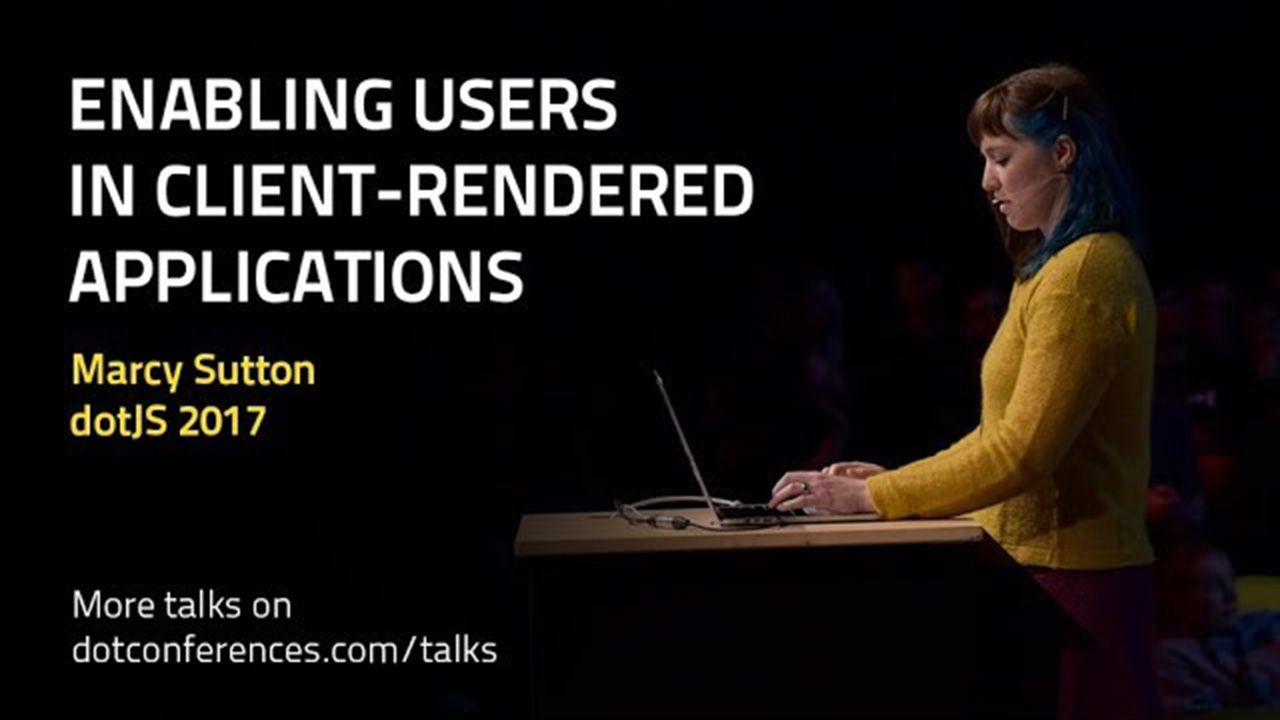 ENABLING USERS
IN CLIENT-RENDERED
APPLICATIONS
Marcy Sutton
dotJS 2017
More talks on
dotconferences.com/talks